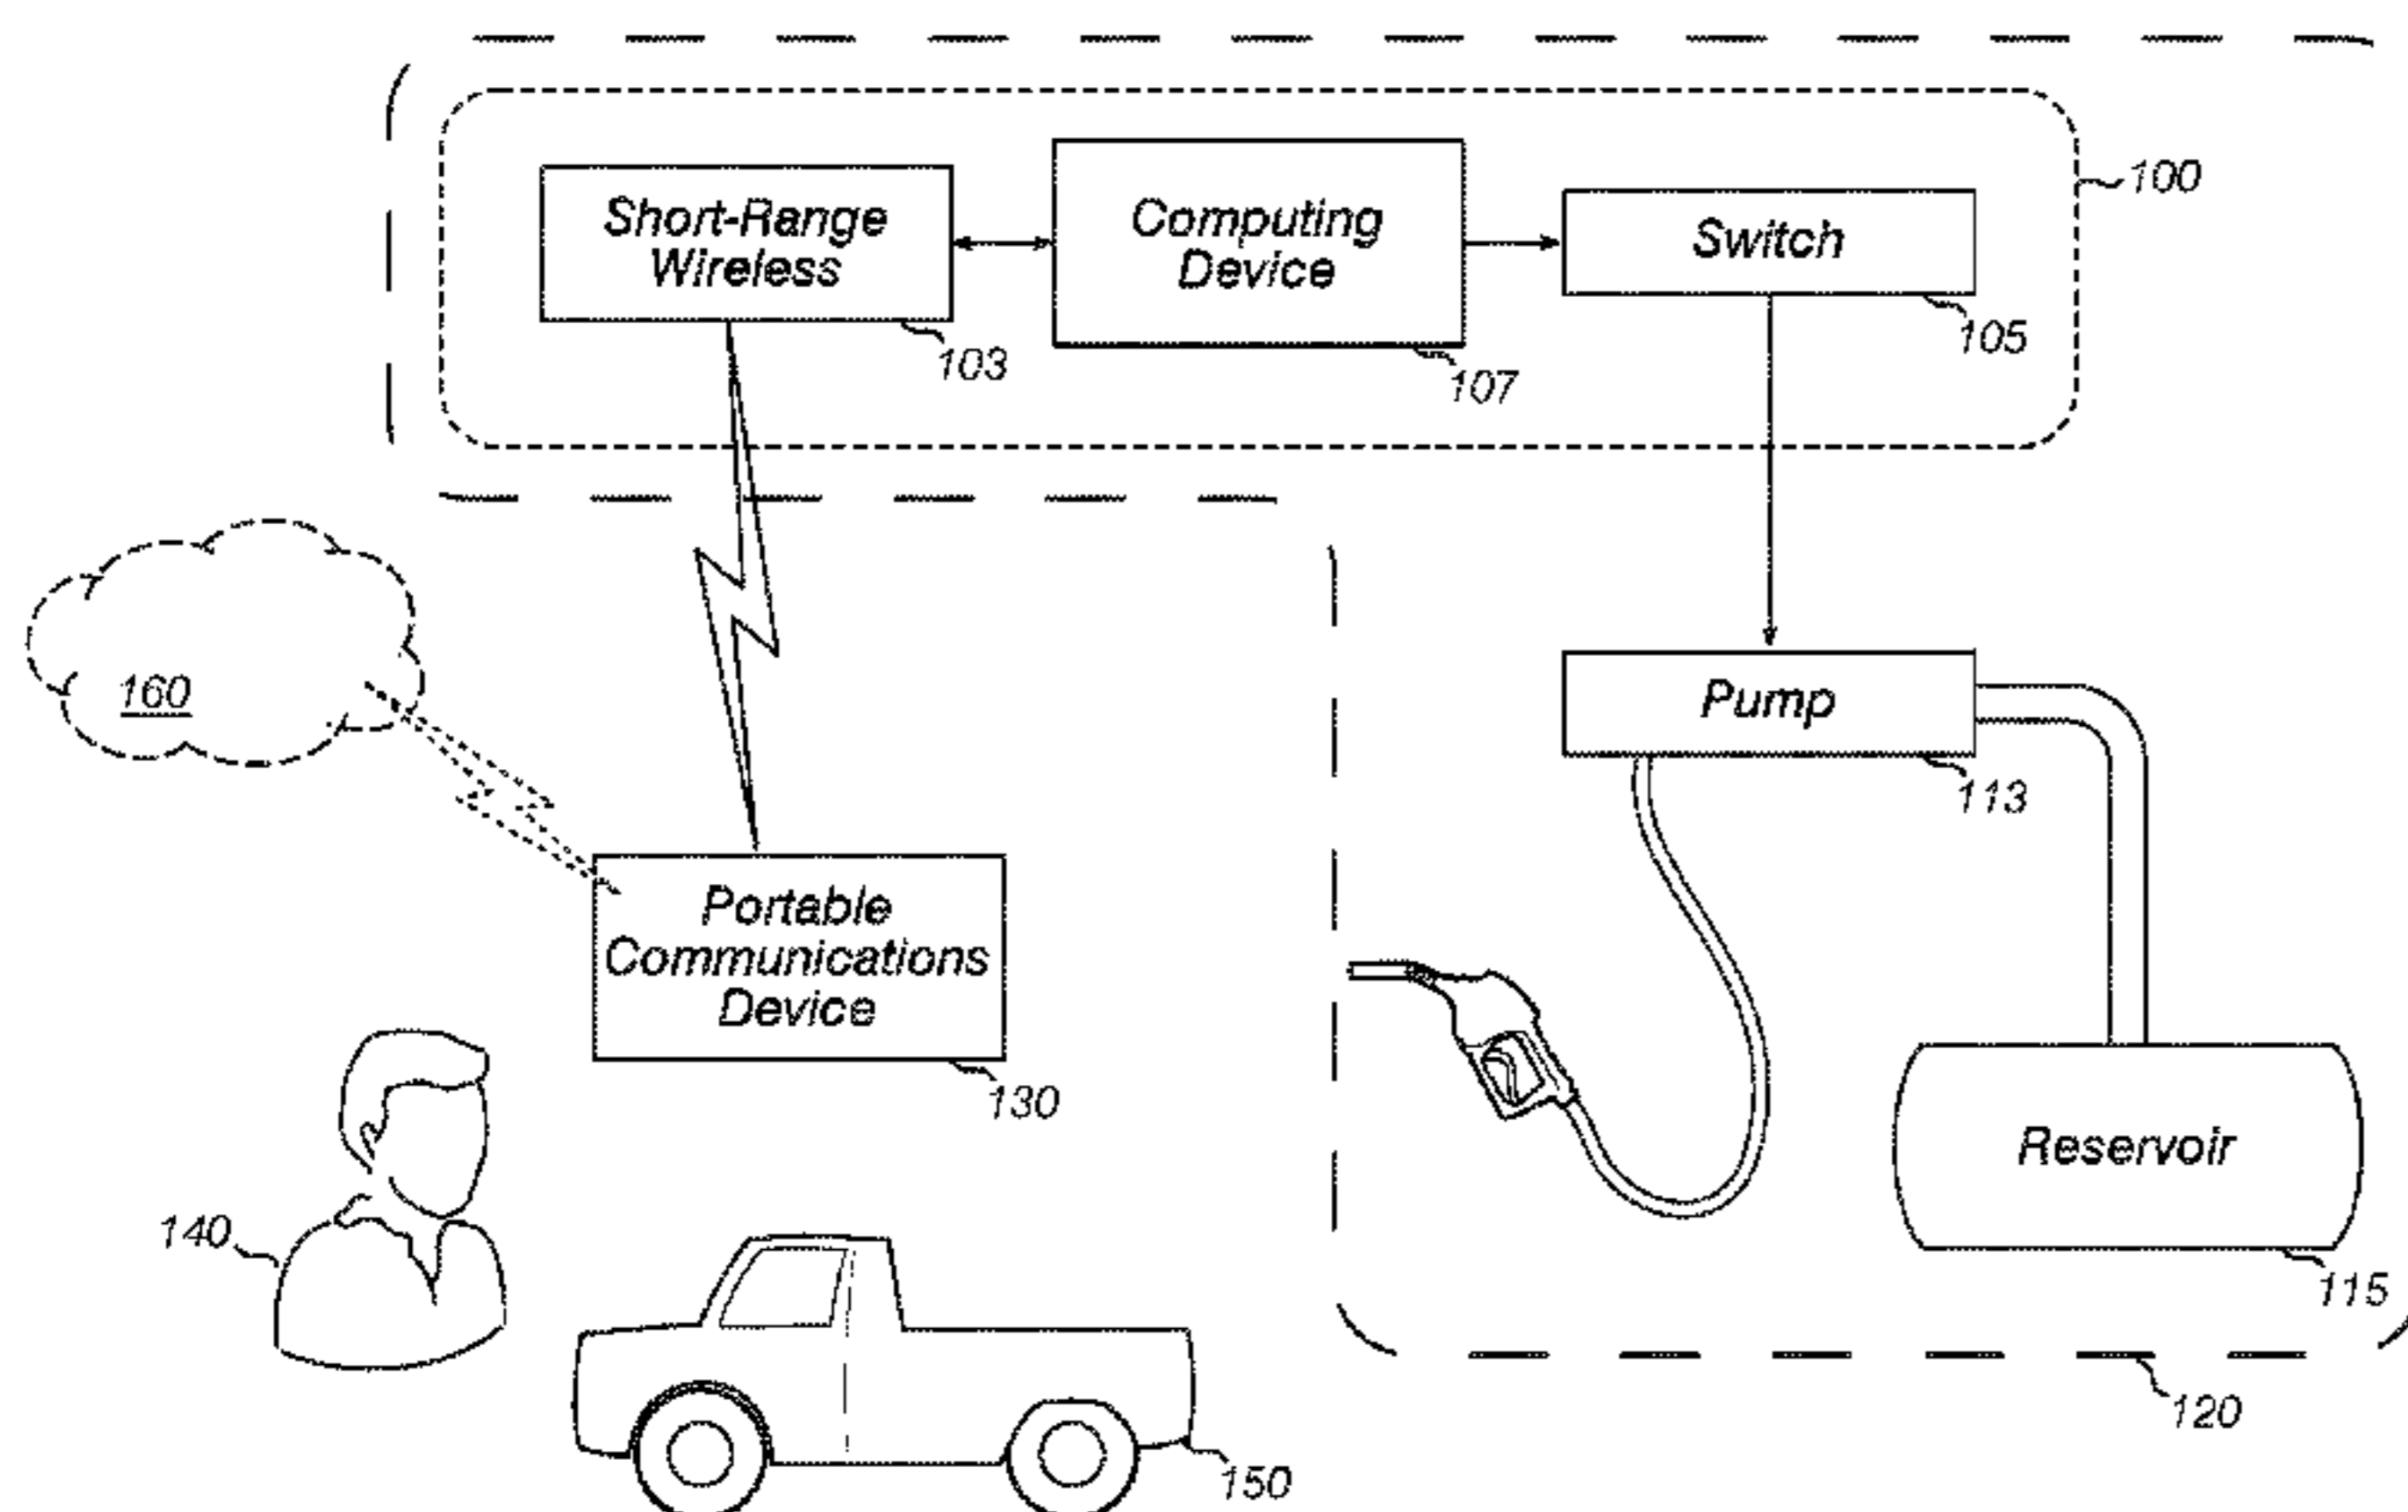 100
Short-Range
Wireless
103
Computing
Device
107
Switch
105
160
Pump
113
Portable
Communications
Device
130
Reservoir
115
140
120
150